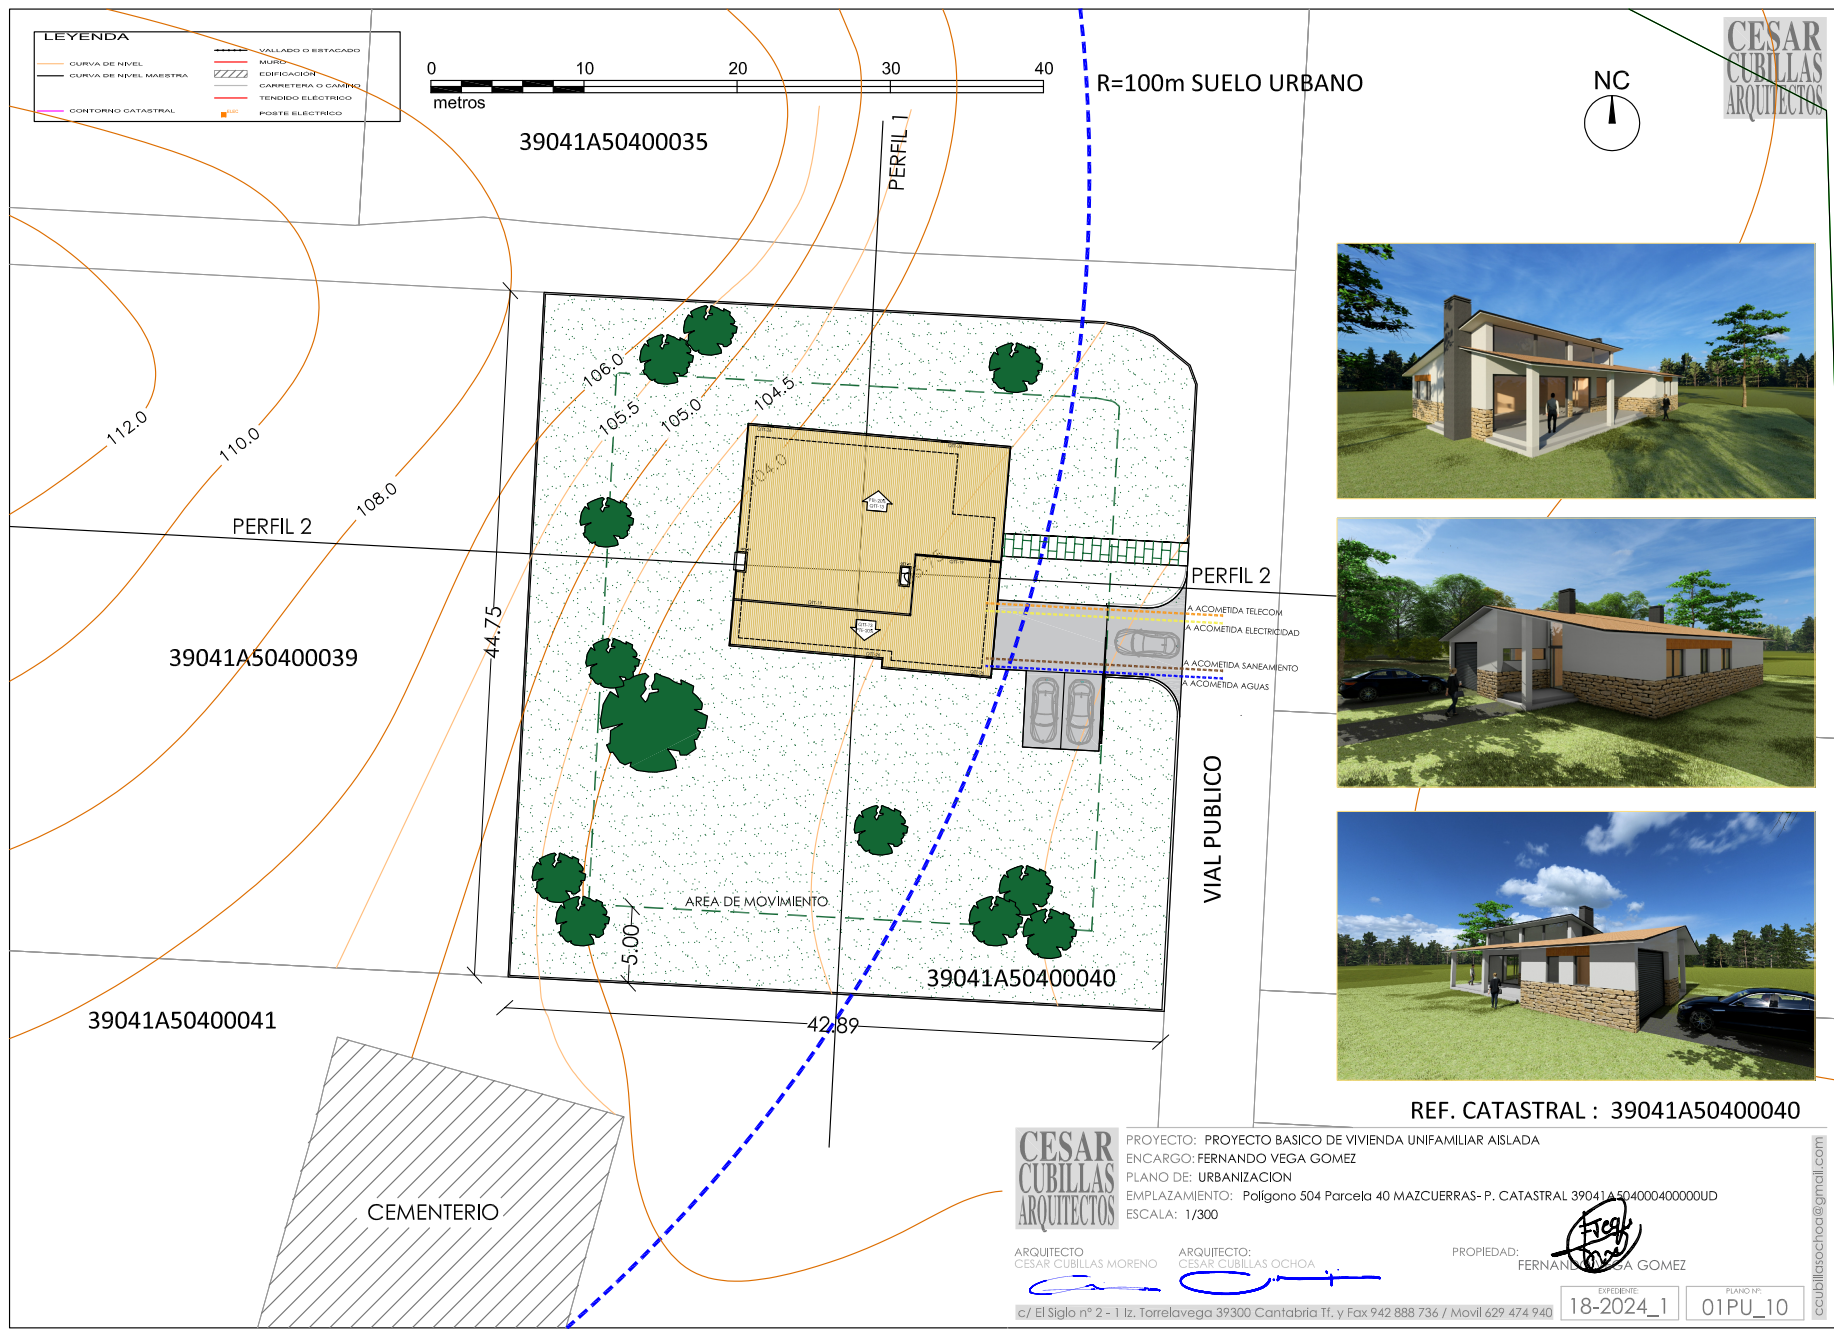 LEYENDA
CURVA DE NIVEL
CURVA DE NIVEL MAESTRA
CONTORNO CATASTRAL
VALLADO O ESTACADO
MURO
EDIFICACIÓN
CARRETERA O CAMINO
TENDIDO ELÉCTRICO
POSTE ELÉCTRICO
0 10 20 30 40
metros
R=100m SUELO URBANO
NC
CESAR
CUBILLAS
ARQUITECTOS
39041A50400035
PERFIL 1
106.0
105.5
105.0
104.5
104.0
112.0
110.0
108.0
PERFIL 2
PERFIL 2
44.75
39041A50400039
A ACOMETIDA TELECOM
A ACOMETIDA ELECTRICIDAD
A ACOMETIDA SANEAMIENTO
A ACOMETIDA AGUAS
VIAL PUBLICO
AREA DE MOVIMIENTO
5.00
39041A50400040
42.89
39041A50400041
CEMENTERIO
REF. CATASTRAL : 39041A50400040
CESAR
CUBILLAS
ARQUITECTOS
PROYECTO: PROYECTO BASICO DE VIVIENDA UNIFAMILIAR AISLADA
ENCARGO: FERNANDO VEGA GOMEZ
PLANO DE: URBANIZACION
EMPLAZAMIENTO: Polígono 504 Parcela 40 MAZCUERRAS- P. CATASTRAL 39041A504000400000UD
ESCALA: 1/300
ARQUITECTO
CESAR CUBILLAS MORENO
ARQUITECTO:
CESAR CUBILLAS OCHOA
PROPIEDAD:
FERNANDO VEGA GOMEZ
c/ El Siglo nº 2 - 1 Iz. Torrelavega 39300 Cantabria Tf. y Fax 942 888 736 / Movil 629 474 940
EXPEDIENTE:
18-2024_1
PLANO Nº:
01PU_10
ccubillasochoa@gmail.com